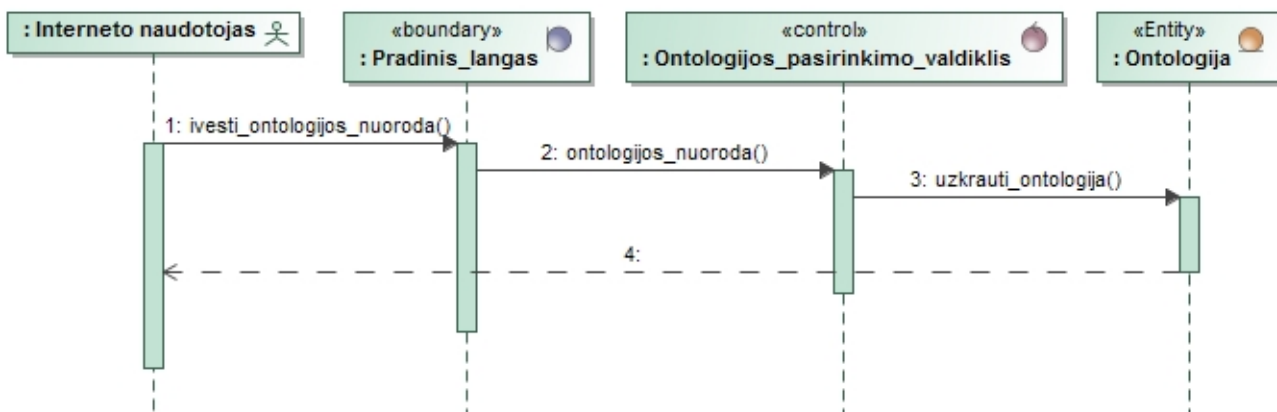 : Interneto naudotojas
«boundary»
: Pradinis_langas
«control»
: Ontologijos_pasirinkimo_valdiklis
«Entity»
: Ontologija
1: ivesti_ontologijos_nuoroda()
2: ontologijos_nuoroda()
3: uzkrauti_ontologija()
4: